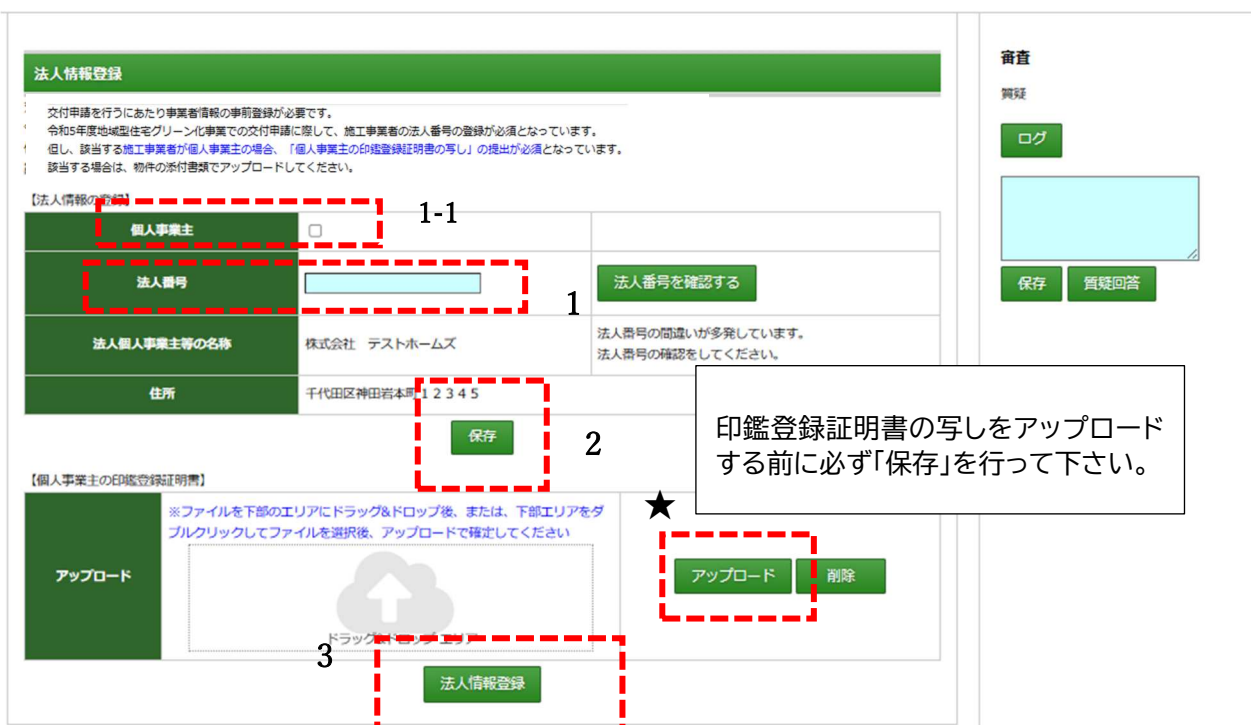 法人情報登録
交付申請を行うにあたり事業者情報の事前登録が必要です。
令和5年度地域型住宅グリーン化事業での交付申請に際して、施工事業者の法人番号の登録が必須となっています。
但し、該当する施工事業者が個人事業主の場合、「個人事業主の印鑑登録証明書の写し」の提出が必須となっています。
該当する場合は、物件の添付書類でアップロードしてください。
【法人情報の登録】
個人事業主
1-1
法人番号
1
法人番号を確認する
法人個人事業主等の名称
株式会社 テストホームズ
法人番号の間違いが多発しています。
法人番号の確認をしてください。
住所
千代田区神田岩本町１２３４５
保存
2
印鑑登録証明書の写しをアップロード
する前に必ず「保存」を行って下さい。
【個人事業主の印鑑登録証明書】
アップロード
※ファイルを下部のエリアにドラッグ&ドロップ後、または、下部エリアをダ
ブルクリックしてファイルを選択後、アップロードで確定してください
ドラッグ&ドロップ エリア
★
アップロード
削除
3
法人情報登録
審査
質疑
ログ
保存
質疑回答